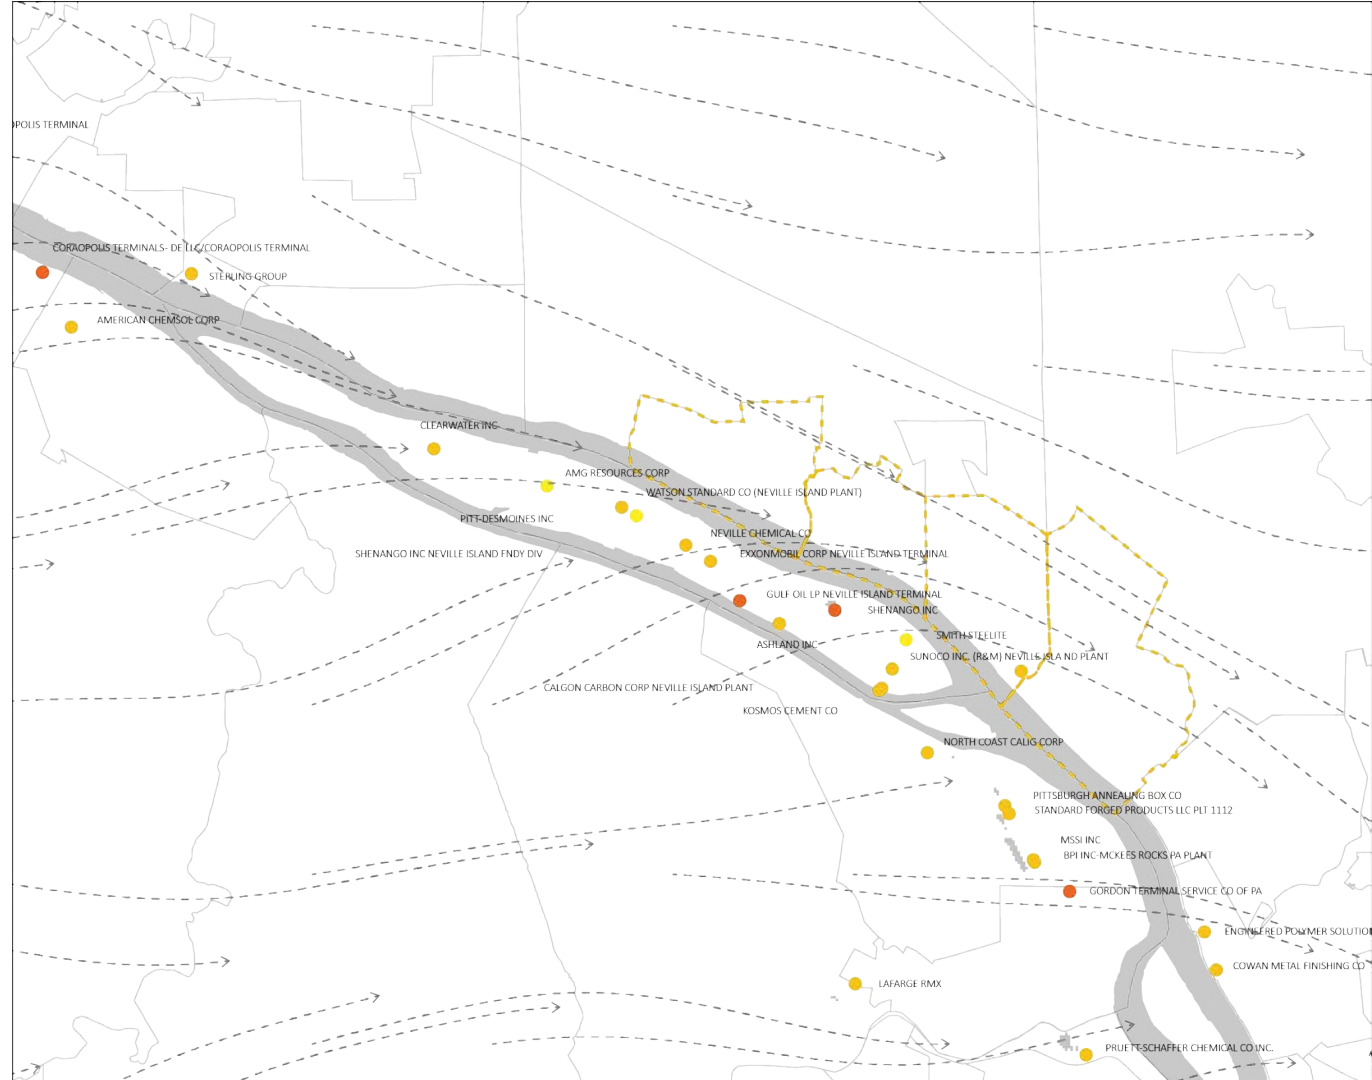 OPOLIS TERMINAL
CORAOPOLIS TERMINALS- DE LLC/CORAOPOLIS TERMINAL
STERLING GROUP
AMERICAN CHEMSOL CORP
CLEARWATER INC
AMG RESOURCES CORP
WATSON STANDARD CO (NEVILLE ISLAND PLANT)
PITT-DESMOINES INC
NEVILLE CHEMICAL CO
SHENANGO INC NEVILLE ISLAND FNDY DIV
EXXONMOBIL CORP NEVILLE ISLAND TERMINAL
GULF OIL LP NEVILLE ISLAND TERMINAL
SHENANGO INC
SMITH STEELITE
ASHLAND INC
SUNOCO INC. (R&M) NEVILLE ISLA ND PLANT
CALGON CARBON CORP NEVILLE ISLAND PLANT
KOSMOS CEMENT CO
NORTH COAST CALIG CORP
PITTSBURGH ANNEALING BOX CO
STANDARD FORGED PRODUCTS LLC PLT 1112
MSSI INC
BPI INC-MCKEES ROCKS PA PLANT
GORDON TERMINAL SERVICE CO OF PA
ENGINEERED POLYMER SOLUTION
COWAN METAL FINISHING CO
LAFARGE RMX
PRUETT-SCHAFFER CHEMICAL CO INC.